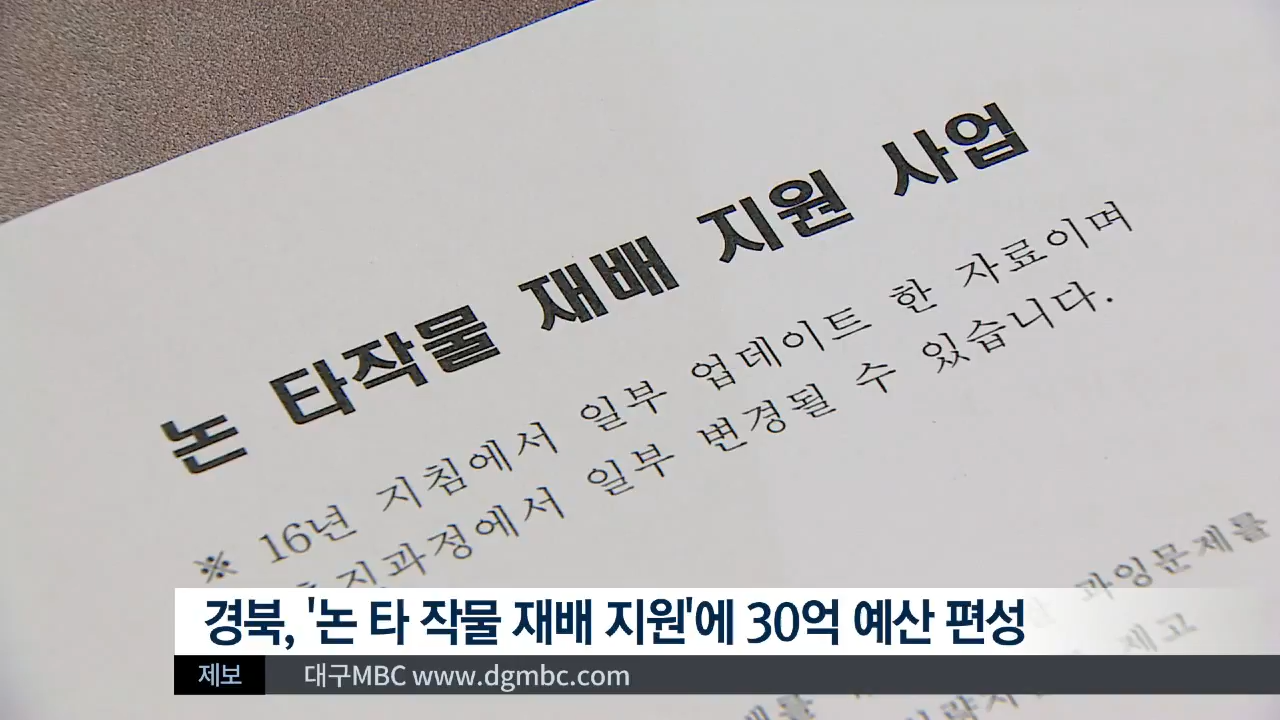 논 타작물 재배 지원 사업
※ 16년 지침에서 일부 업데이트 한 자료이며
추진과정에서 일부 변경될 수 있습니다.
과잉문제를
제고
경북, '논 타 작물 재배 지원'에 30억 예산 편성
제보 대구MBC www.dgmbc.com